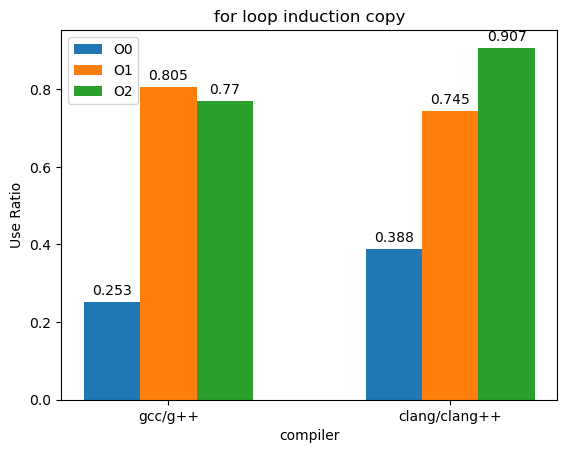 for loop induction copy
O0
O1
O2
0.253
0.805
0.77
0.388
0.745
0.907
Use Ratio
0.8
0.6
0.4
0.2
0.0
gcc/g++
clang/clang++
compiler